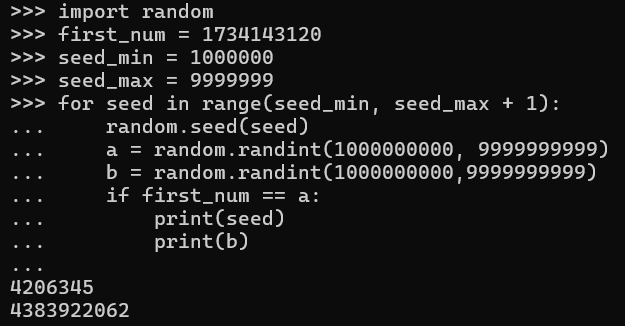 >>> import random
>>> first_num = 1734143120
>>> seed_min = 1000000
>>> seed_max = 9999999
>>> for seed in range(seed_min, seed_max + 1):
...     random.seed(seed)
...     a = random.randint(1000000000, 9999999999)
...     b = random.randint(1000000000,9999999999)
...     if first_num == a:
...         print(seed)
...         print(b)
...
4206345
4383922062